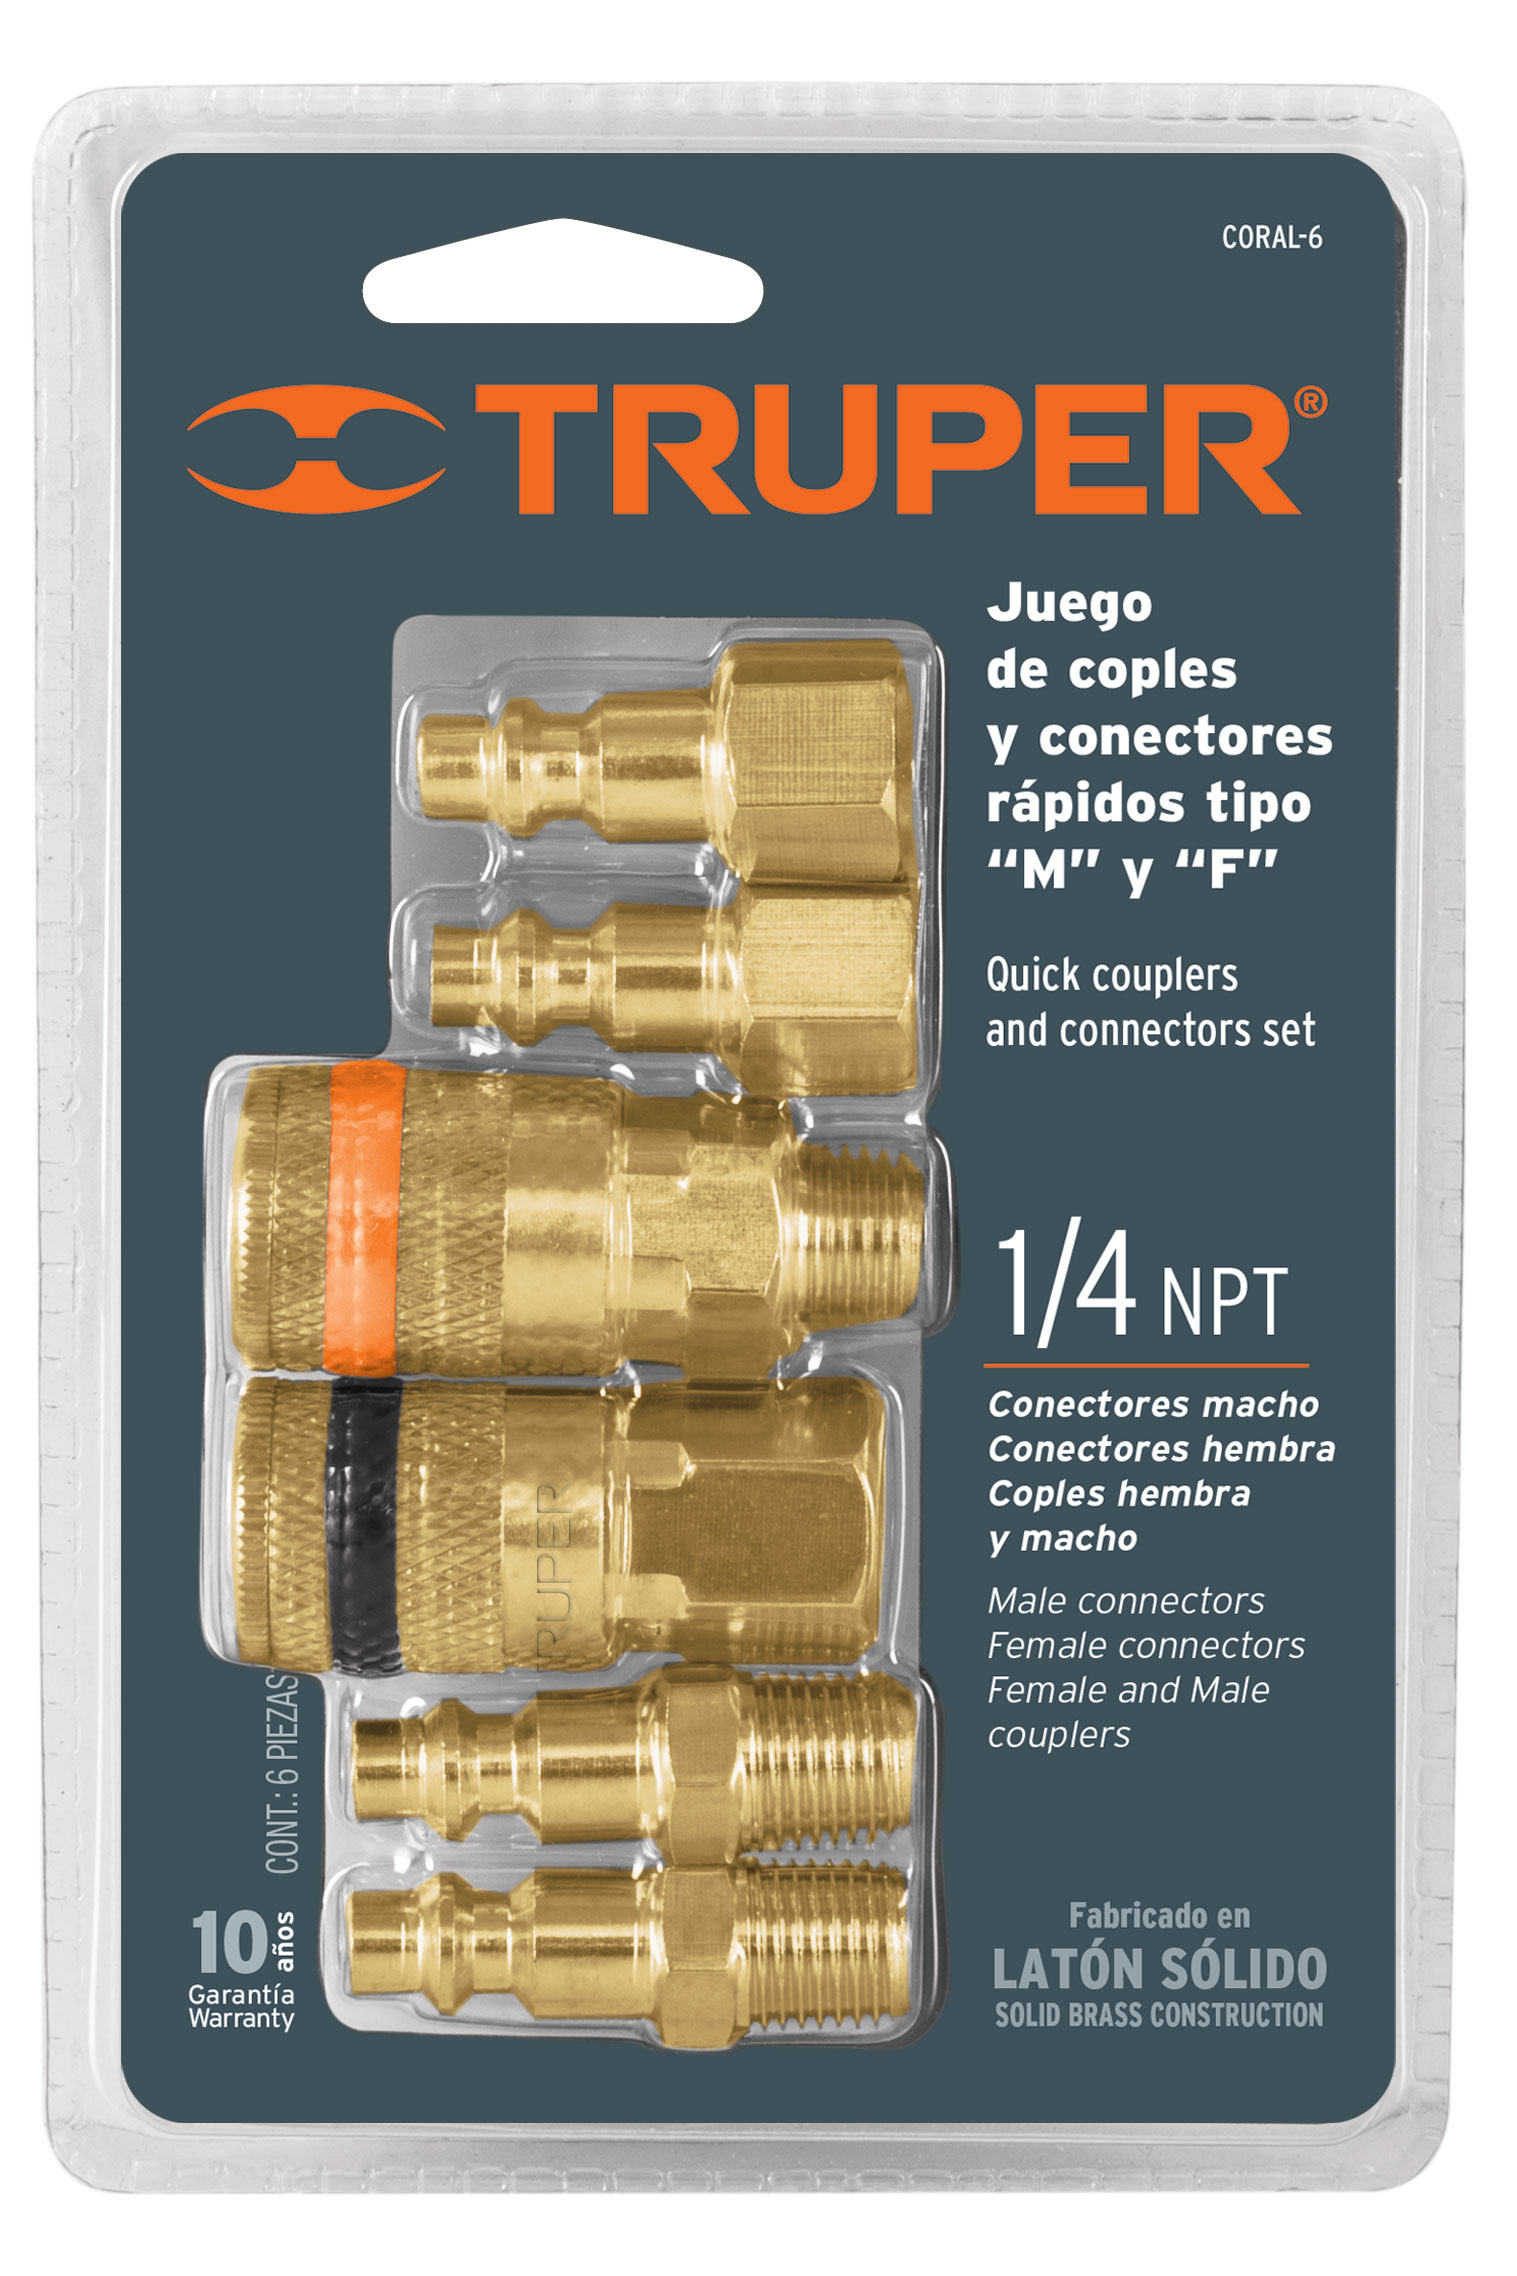 CORAL-6
TRUPER®
Juego
de coples
y conectores
rápidos tipo
“M” y “F”
Quick couplers
and connectors set
1/4 NPT
Conectores macho
Conectores hembra
Coples hembra
y macho
Male connectors
Female connectors
Female and Male
couplers
TRUPER
CONT.: 6 PIEZAS
10 años
Garantía
Warranty
Fabricado en
LATÓN SÓLIDO
SOLID BRASS CONSTRUCTION